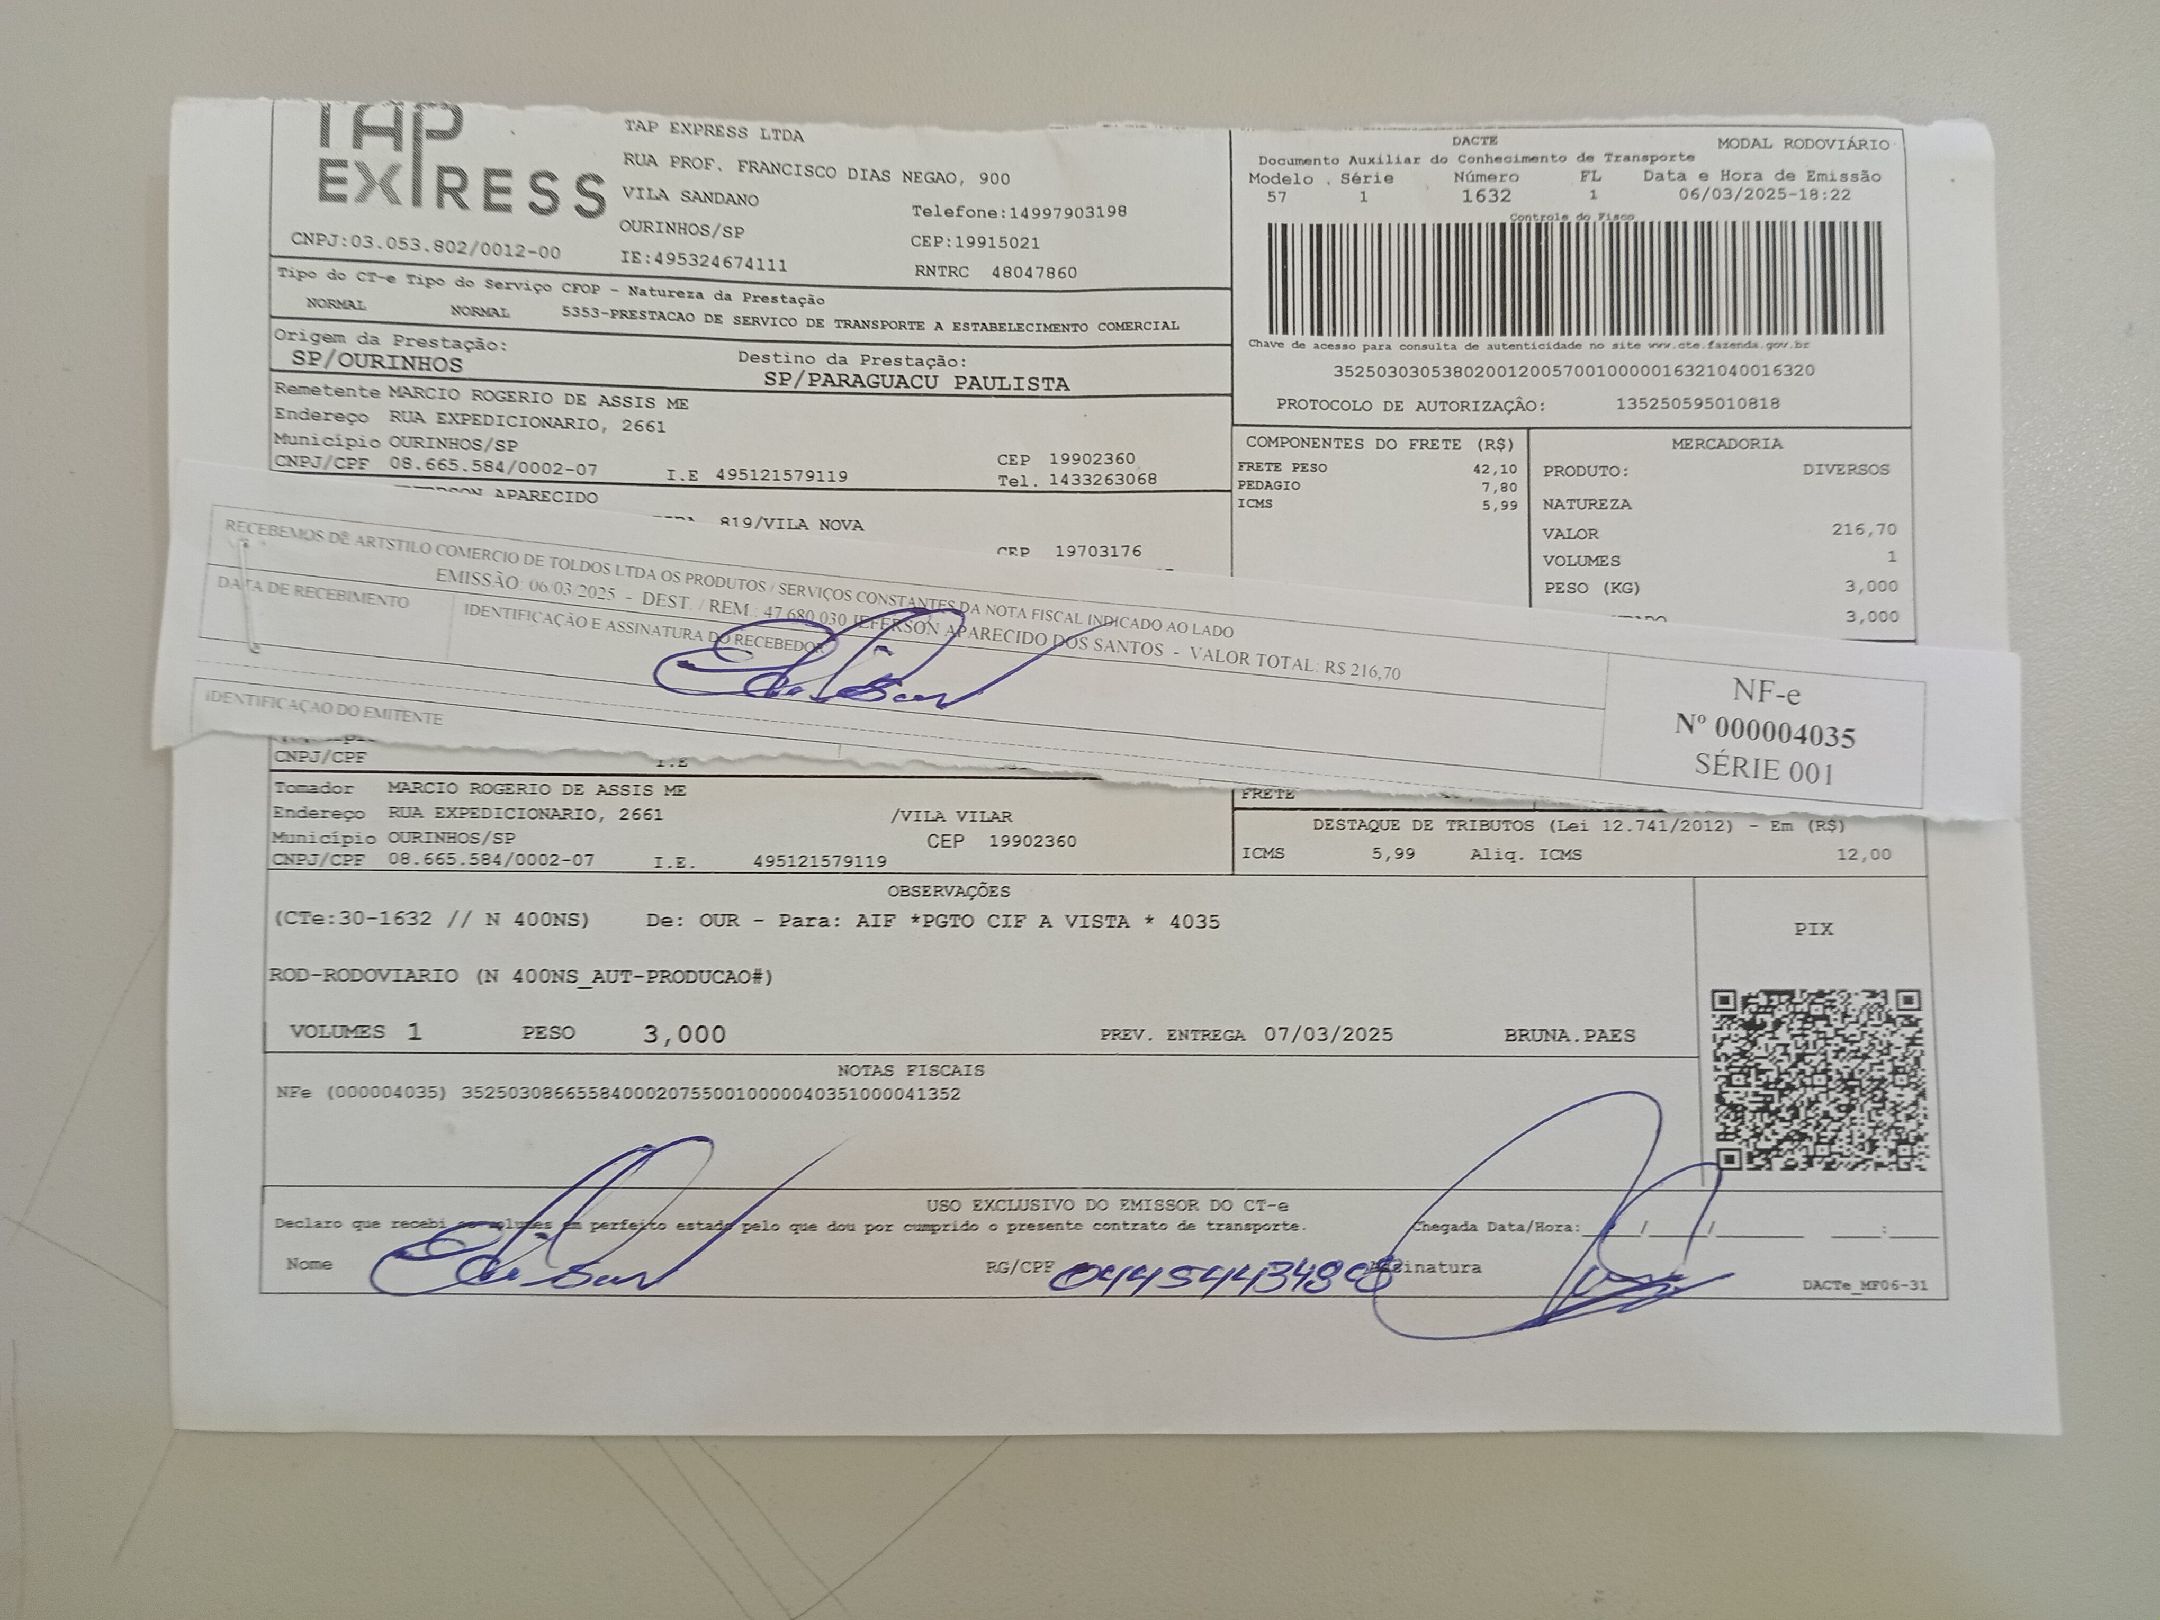 TAP
EXPRESS
TAP EXPRESS LTDA
RUA PROF. FRANCISCO DIAS NEGAO, 900
VILA SANDANO
OURINHOS/SP
Telefone:14997903198
CEP:19915021
CNPJ:03.053.802/0012-00
IE:495324674111
RNTRC 48047860
DACTE
MODAL RODOVIÁRIO
Documento Auxiliar do Conhecimento de Transporte
Modelo Série Número FL Data e Hora de Emissão
57 1 1632 1 06/03/2025-18:22
Controle do Fisco
Chave de acesso para consulta de autenticidade no site www.cte.fazenda.gov.br
35250303053802001200570010000016321040016320
PROTOCOLO DE AUTORIZAÇÃO: 135250595010818
Tipo do CT-e Tipo do Serviço CFOP - Natureza da Prestação
NORMAL NORMAL 5353-PRESTACAO DE SERVICO DE TRANSPORTE A ESTABELECIMENTO COMERCIAL
Origem da Prestação:
SP/OURINHOS
Destino da Prestação:
SP/PARAGUACU PAULISTA
Remetente MARCIO ROGERIO DE ASSIS ME
Endereço RUA EXPEDICIONARIO, 2661
Município OURINHOS/SP
CEP 19902360
CNPJ/CPF 08.665.584/0002-07 I.E 495121579119 Tel. 1433263068
APARECIDO
819/VILA NOVA
CEP 19703176
COMPONENTES DO FRETE (R$)
FRETE PESO 42,10
PEDAGIO 7,80
ICMS 5,99
MERCADORIA
PRODUTO: DIVERSOS
NATUREZA
VALOR 216,70
VOLUMES 1
PESO (KG) 3,000
3,000
RECEBEMOS DE ARTSTILO COMERCIO DE TOLDOS LTDA OS PRODUTOS / SERVIÇOS CONSTANTES DA NOTA FISCAL INDICADO AO LADO
EMISSÃO: 06/03/2025 - DEST. / REM.: 47.680.030 JEFERSON APARECIDO DOS SANTOS - VALOR TOTAL: R$ 216,70
DATA DE RECEBIMENTO
IDENTIFICAÇÃO E ASSINATURA DO RECEBEDOR
NF-e
Nº 000004035
SÉRIE 001
IDENTIFICAÇÃO DO EMITENTE
CNPJ/CPF I.E
Tomador MARCIO ROGERIO DE ASSIS ME
Endereço RUA EXPEDICIONARIO, 2661 /VILA VILAR
Município OURINHOS/SP CEP 19902360
CNPJ/CPF 08.665.584/0002-07 I.E. 495121579119
FRETE
DESTAQUE DE TRIBUTOS (Lei 12.741/2012) - Em (R$)
ICMS 5,99 Aliq. ICMS 12,00
OBSERVAÇÕES
(CTe:30-1632 // N 400NS) De: OUR - Para: AIF *PGTO CIF A VISTA * 4035
ROD-RODOVIARIO (N 400NS_AUT-PRODUCAO#)
PIX
VOLUMES 1 PESO 3,000 PREV. ENTREGA 07/03/2025 BRUNA.PAES
NOTAS FISCAIS
NFe (000004035) 35250308665584000207550010000040351000041352
USO EXCLUSIVO DO EMISSOR DO CT-e
Declaro que recebi os volumes em perfeito estado pelo que dou por cumprido o presente contrato de transporte.
Chegada Data/Hora: / / :
Nome RG/CPF Assinatura
DACTe_MF06-31